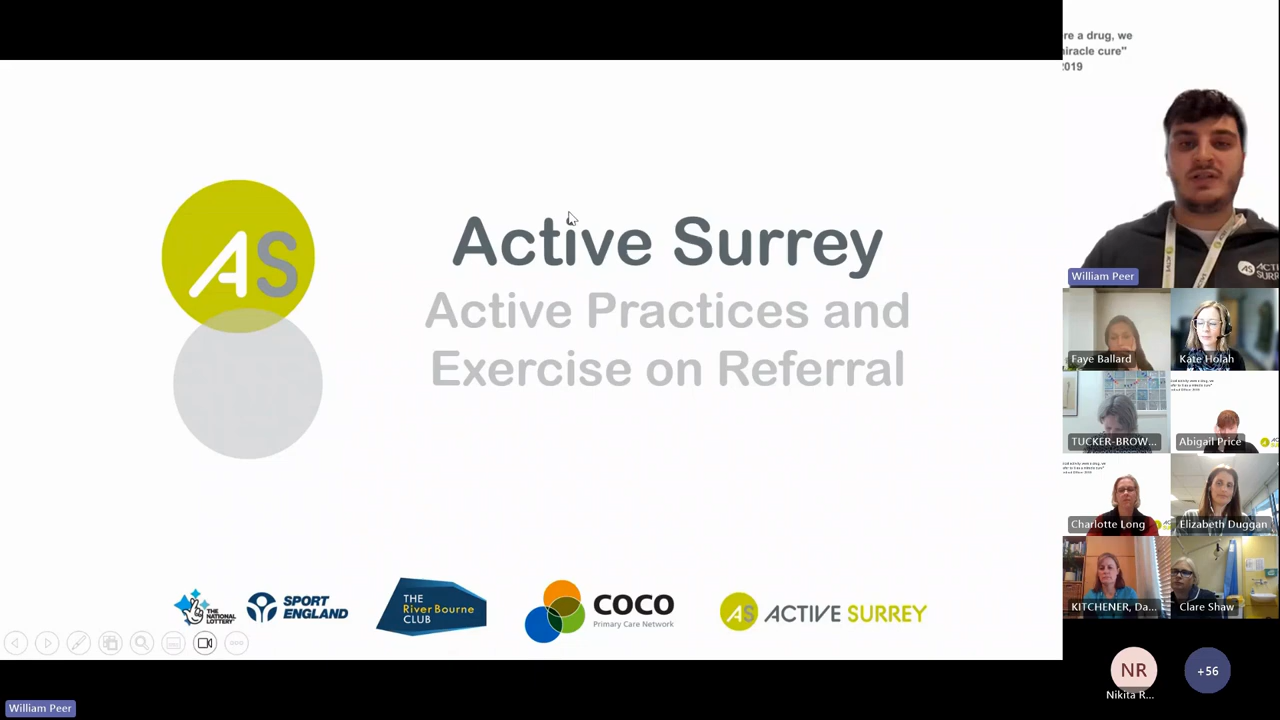 AS
Active Surrey
Active Practices and
Exercise on Referral
THE
NATIONAL
LOTTERY
SPORT
ENGLAND
THE
River Bourne
CLUB
COCO
Primary Care Network
AS ACTIVE SURREY
William Peer
re a drug, we
iracle cure"
2019
William Peer
Faye Ballard
Kate Holah
TUCKER-BROW...
Abigail Price
Charlotte Long
Elizabeth Duggan
KITCHENER, Da...
Clare Shaw
NR
Nikita R...
+56